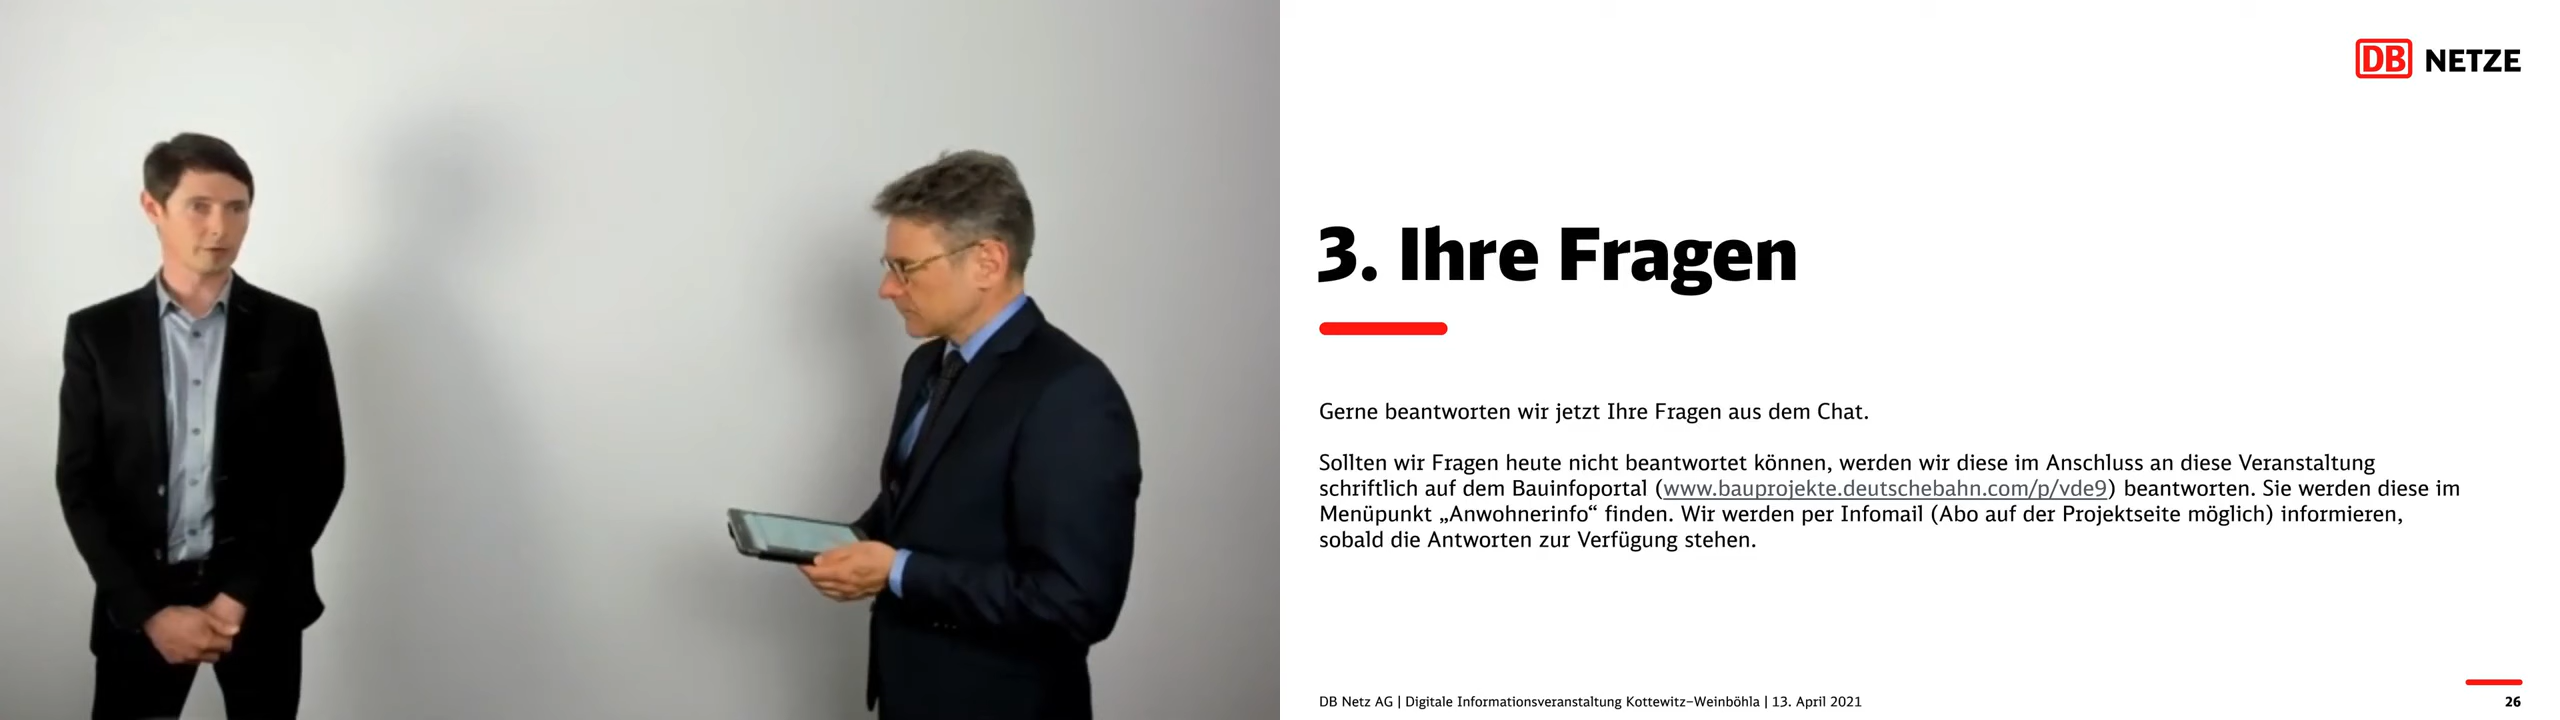 DB NETZE
3. Ihre Fragen
Gerne beantworten wir jetzt Ihre Fragen aus dem Chat.
Sollten wir Fragen heute nicht beantwortet können, werden wir diese im Anschluss an diese Veranstaltung
schriftlich auf dem Bauinfoportal (www.bauprojekte.deutschebahn.com/p/vde9) beantworten. Sie werden diese im
Menüpunkt „Anwohnerinfo“ finden. Wir werden per Infomail (Abo auf der Projektseite möglich) informieren,
sobald die Antworten zur Verfügung stehen.
DB Netz AG | Digitale Informationsveranstaltung Kottewitz–Weinböhla | 13. April 2021
26